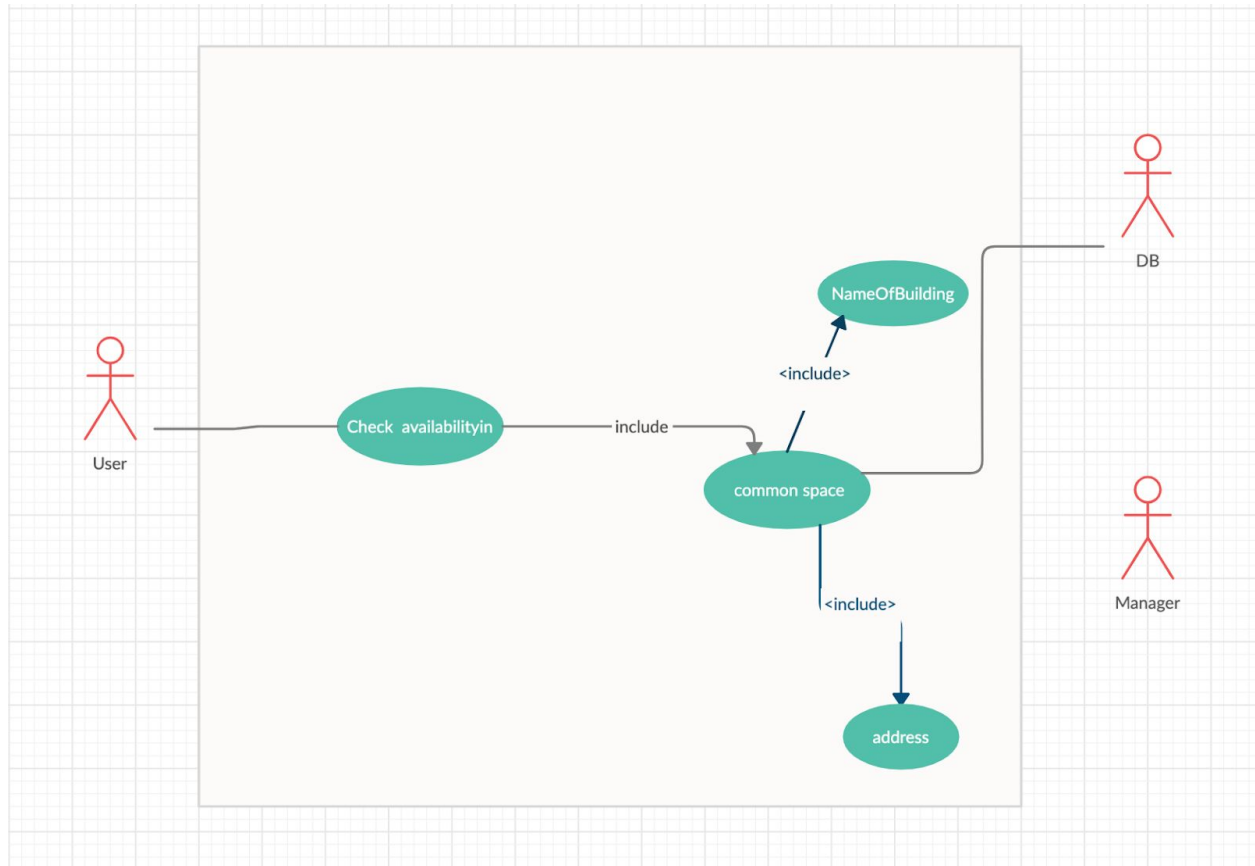 DB
NameOfBuilding
<include>
User
Check  availabilityin
include
common space
Manager
<include>
address